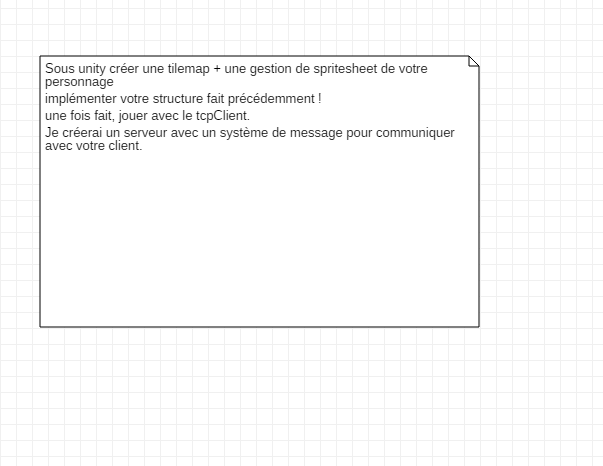 Sous unity créer une tilemap + une gestion de spritesheet de votre
personnage
implémenter votre structure fait précédemment !
une fois fait, jouer avec le tcpClient.
Je créerai un serveur avec un système de message pour communiquer
avec votre client.